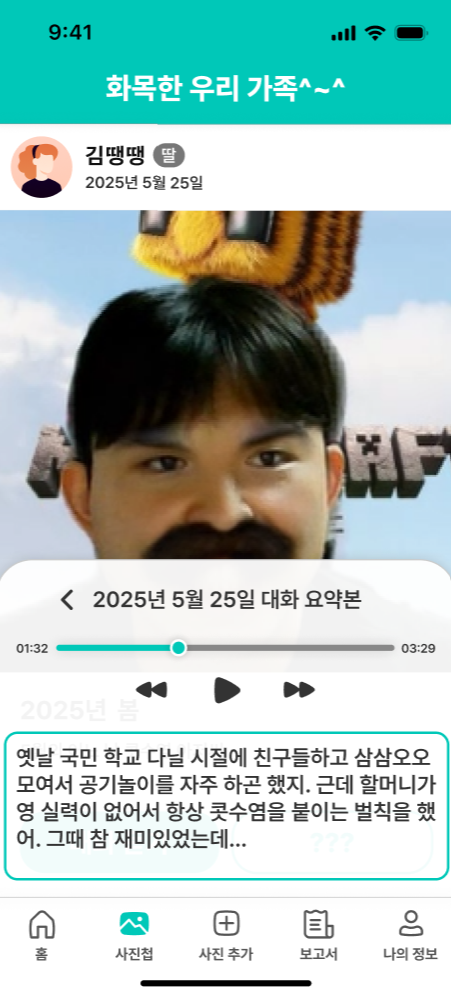 9:41
화목한 우리 가족^~^
김땡땡 딸
2025년 5월 25일
2025년 5월 25일 대화 요약본
01:32 03:29
2025년 봄
옛날 국민 학교 다닐 시절에 친구들하고 삼삼오오
모여서 공기놀이를 자주 하곤 했지. 근데 할머니가
영 실력이 없어서 항상 콧수염을 붙이는 벌칙을 했
어. 그때 참 재미있었는데...
???
홈 사진첩 사진 추가 보고서 나의 정보